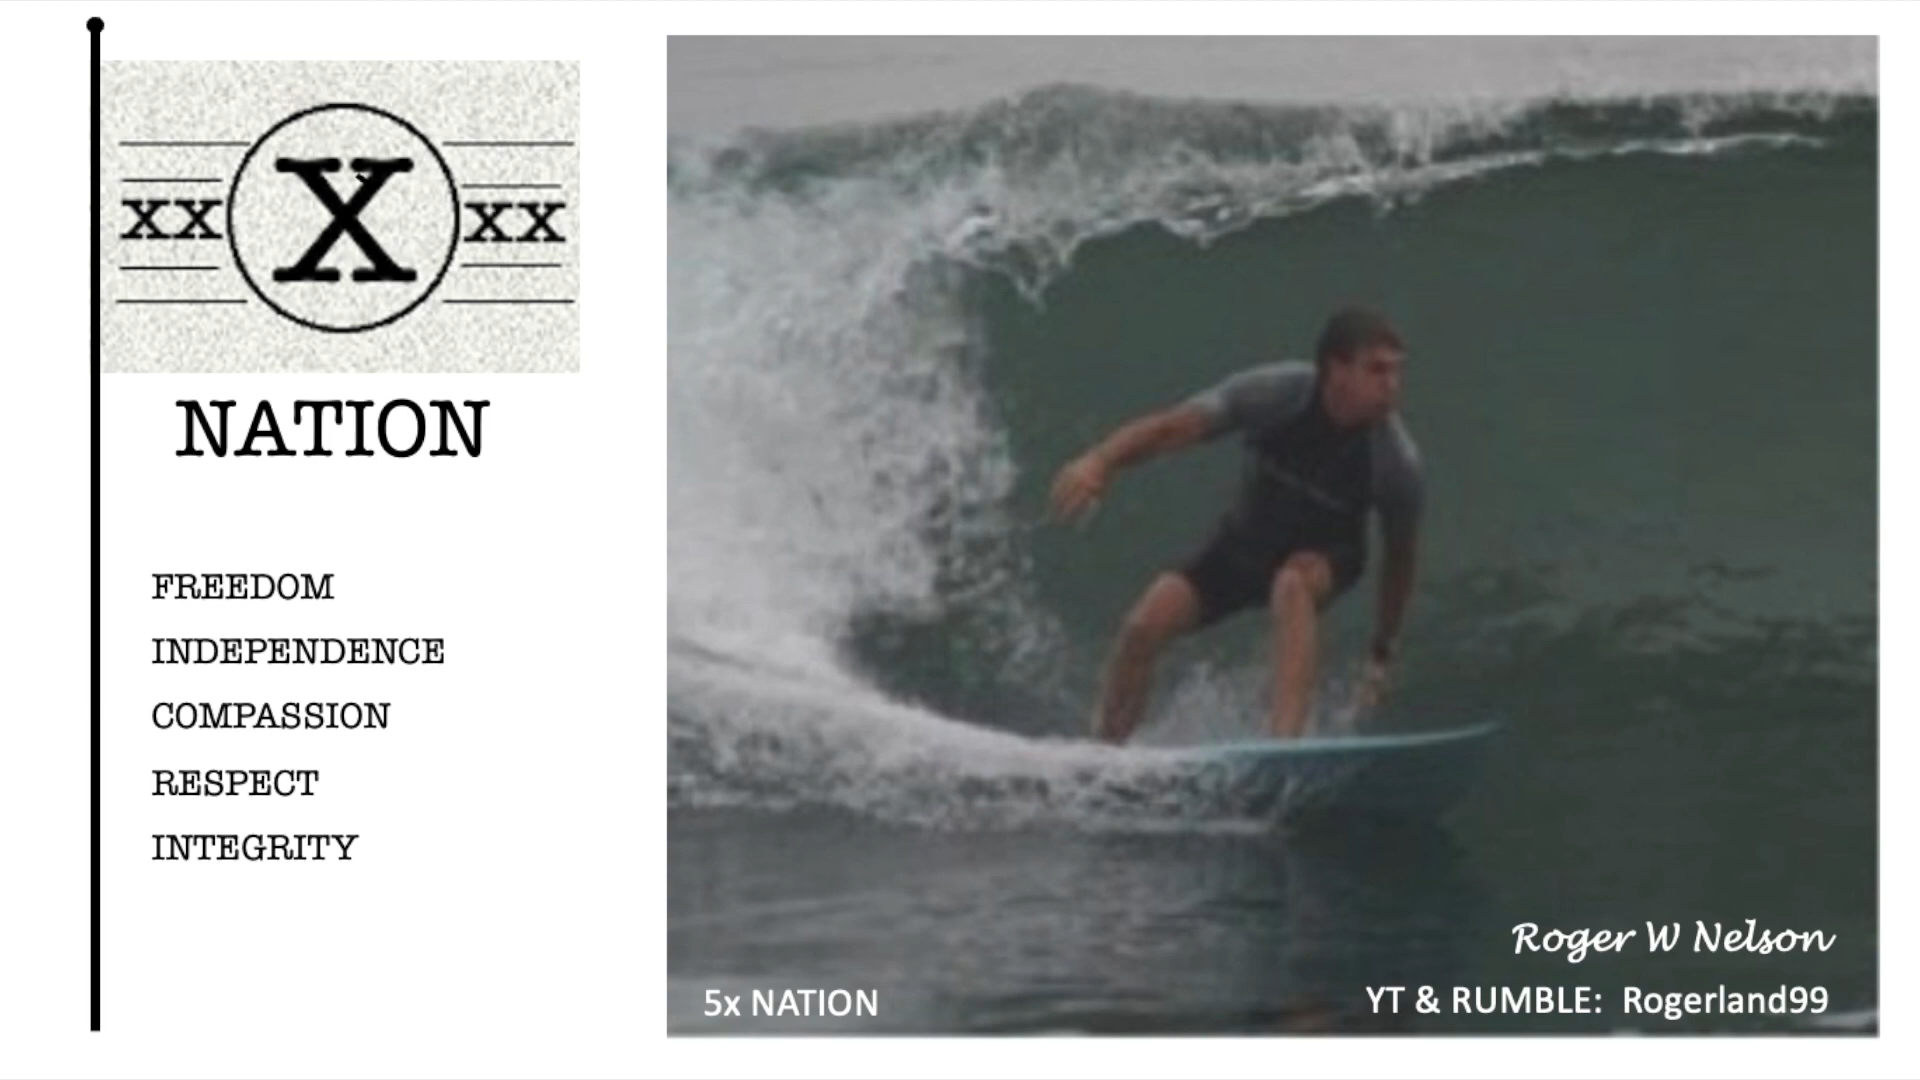 XX X XX
NATION
FREEDOM
INDEPENDENCE
COMPASSION
RESPECT
INTEGRITY
Roger W Nelson
5x NATION
YT & RUMBLE: Rogerland99